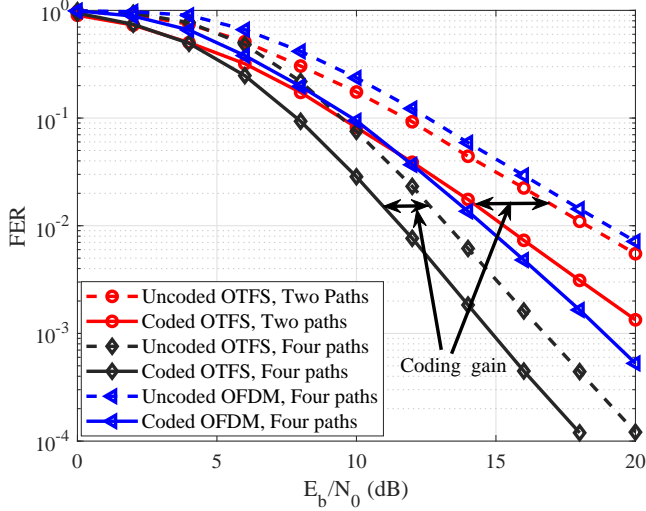 10^0
10^-1
10^-2
10^-3
10^-4
FER
Uncoded OTFS, Two Paths
Coded OTFS, Two paths
Uncoded OTFS, Four paths
Coded OTFS, Four paths
Uncoded OFDM, Four paths
Coded OFDM, Four paths
Coding gain
0 5 10 15 20
E_b/N_0 (dB)